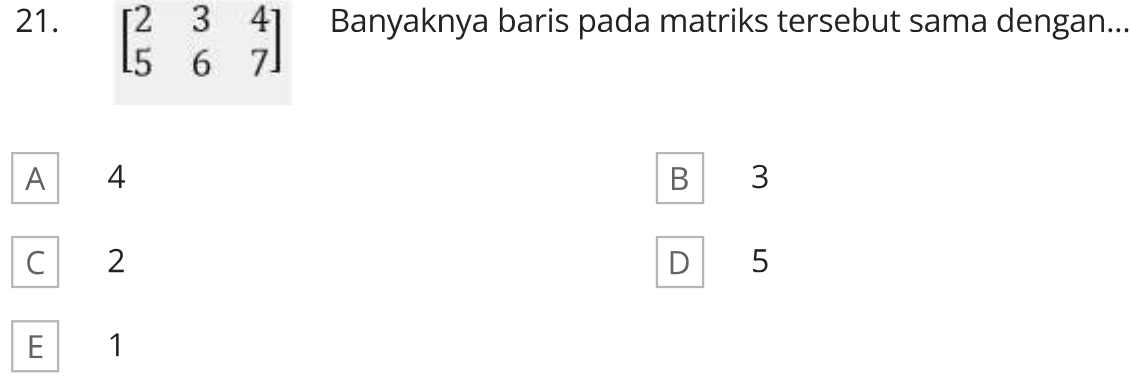 21. [2 3 4] Banyaknya baris pada matriks tersebut sama dengan...
[5 6 7]
A 4 B 3
C 2 D 5
E 1